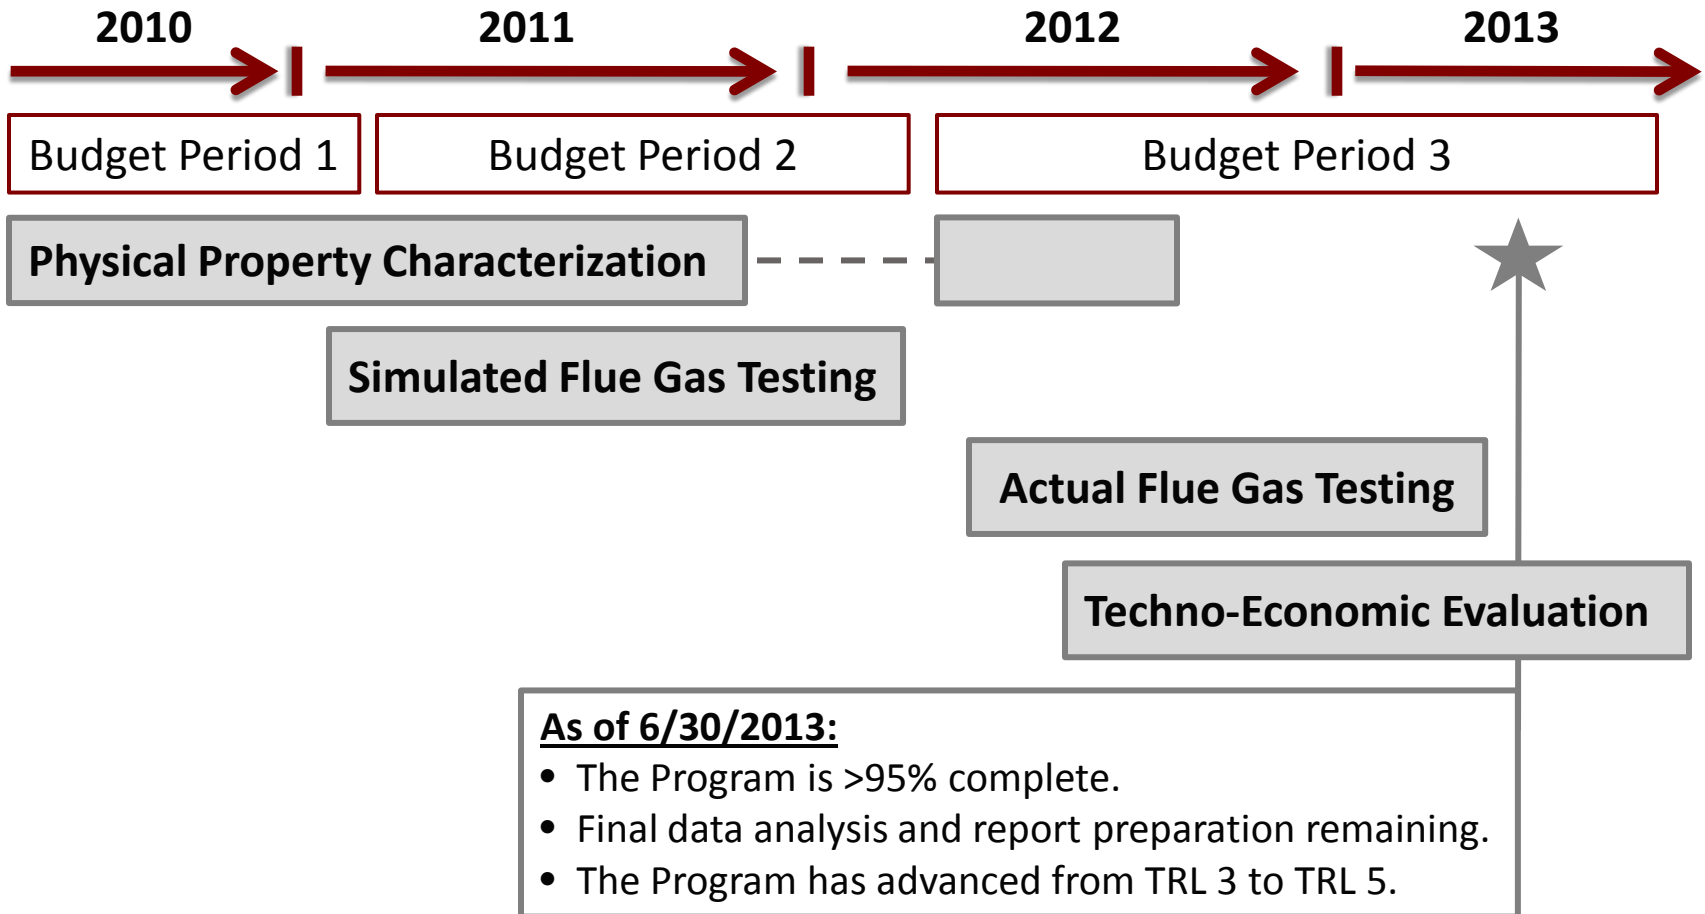 2010 2011 2012 2013
Budget Period 1 Budget Period 2 Budget Period 3
Physical Property Characterization
Simulated Flue Gas Testing
Actual Flue Gas Testing
Techno-Economic Evaluation
As of 6/30/2013:
• The Program is >95% complete.
• Final data analysis and report preparation remaining.
• The Program has advanced from TRL 3 to TRL 5.